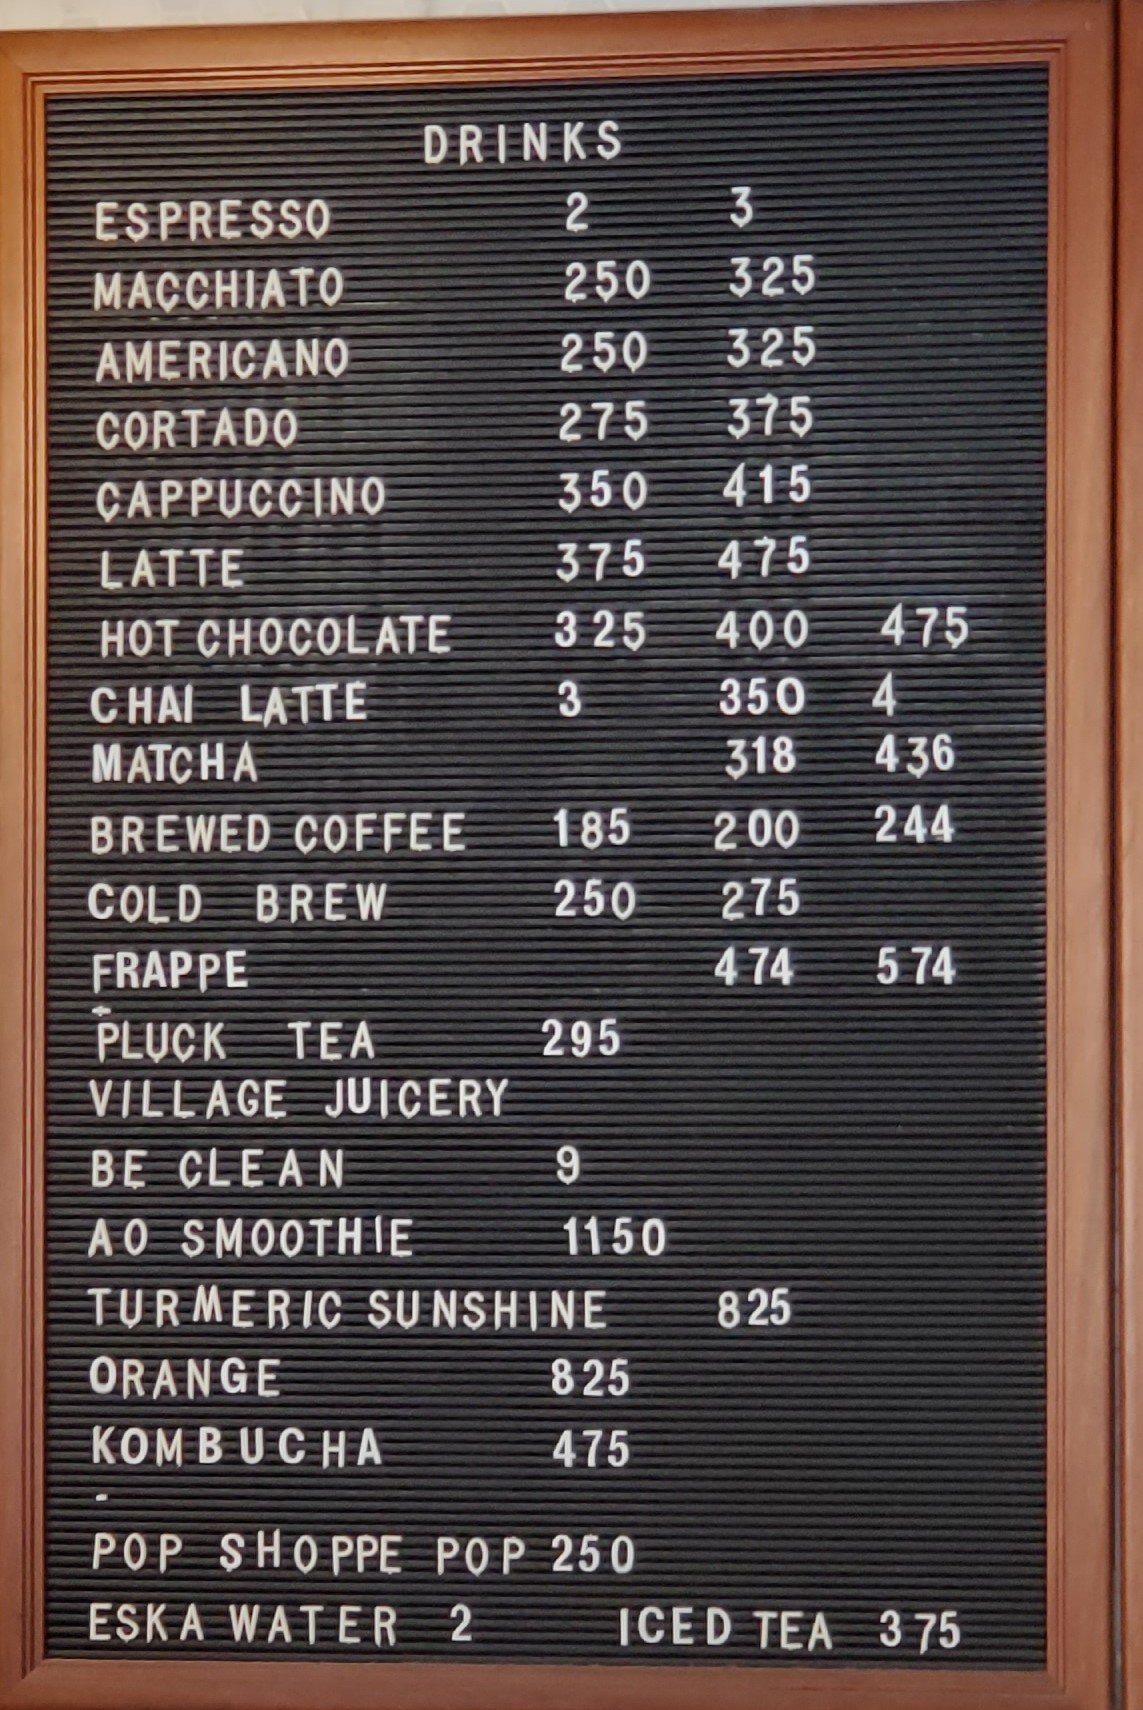 DRINKS
ESPRESSO 2 3
MACCHIATO 250 325
AMERICANO 250 325
CORTADO 275 375
CAPPUCCINO 350 415
LATTE 375 475
HOT CHOCOLATE 325 400 475
CHAI LATTE 3 350 4
MATCHA 318 436
BREWED COFFEE 185 200 244
COLD BREW 250 275
FRAPPE 474 574
PLUCK TEA 295
VILLAGE JUICERY
BE CLEAN 9
AO SMOOTHIE 1150
TURMERIC SUNSHINE 825
ORANGE 825
KOMBUCHA 475
-
POP SHOPPE POP 250
ESKA WATER 2 ICED TEA 375